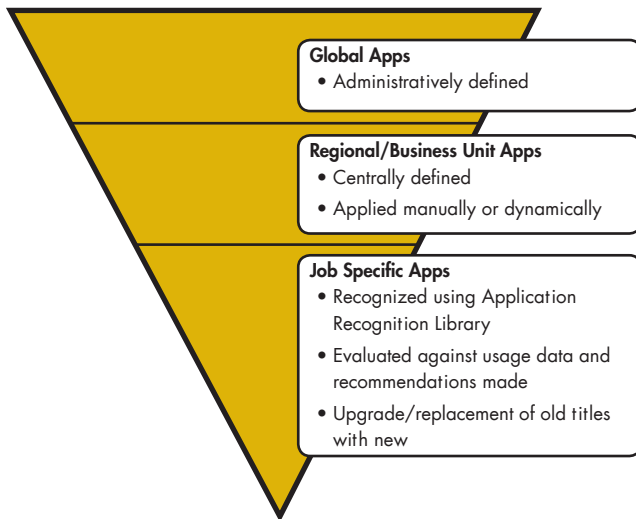 Global Apps
• Administratively defined
Regional/Business Unit Apps
• Centrally defined
• Applied manually or dynamically
Job Specific Apps
• Recognized using Application
Recognition Library
• Evaluated against usage data and
recommendations made
• Upgrade/replacement of old titles
with new